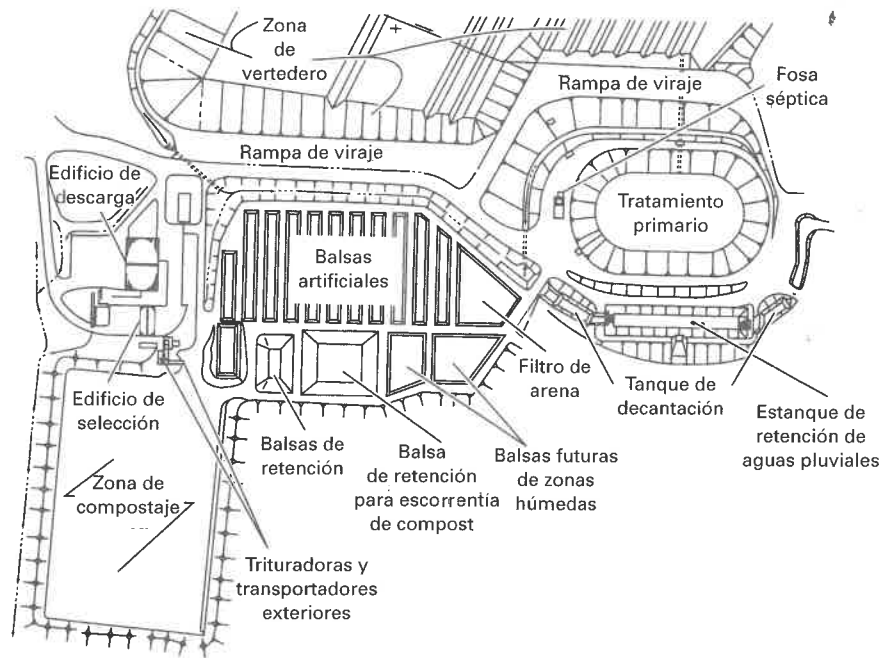 Zona
de
vertedero
Rampa de viraje
Fosa
séptica
Rampa de viraje
Edificio de
descarga
Tratamiento
primario
Balsas
artificiales
Filtro de
arena
Tanque de
decantación
Estanque de
retención de
aguas pluviales
Edificio de
selección
Balsas de
retención
Balsa
de retención
para escorrentía
de compost
Balsas futuras
de zonas
húmedas
Zona de
compostaje
Trituradoras y
transportadores
exteriores